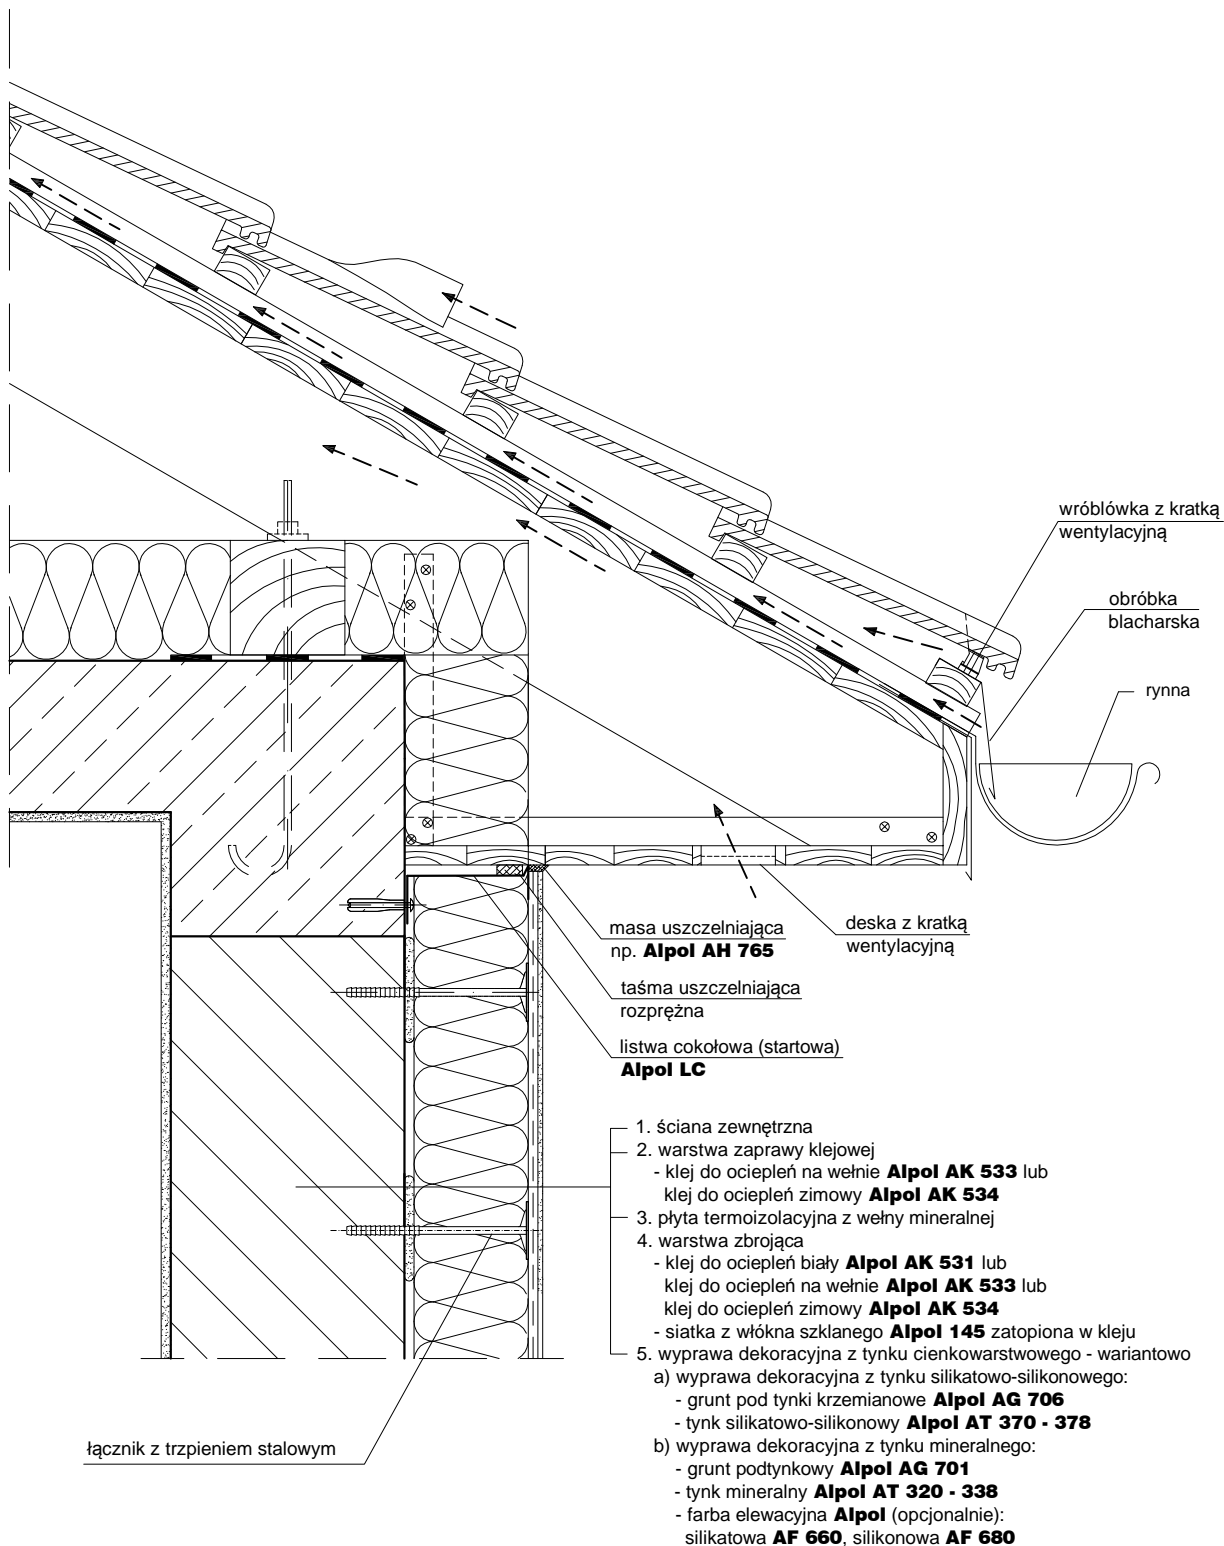 wróblówka z kratką
wentylacyjną
obróbka
blacharska
rynna
masa uszczelniająca
np. Alpol AH 765
deska z kratką
wentylacyjną
taśma uszczelniająca
rozprężna
listwa cokołowa (startowa)
Alpol LC
1. ściana zewnętrzna
2. warstwa zaprawy klejowej
- klej do ociepleń na wełnie Alpol AK 533 lub
klej do ociepleń zimowy Alpol AK 534
3. płyta termoizolacyjna z wełny mineralnej
4. warstwa zbrojąca
- klej do ociepleń biały Alpol AK 531 lub
klej do ociepleń na wełnie Alpol AK 533 lub
klej do ociepleń zimowy Alpol AK 534
- siatka z włókna szklanego Alpol 145 zatopiona w kleju
5. wyprawa dekoracyjna z tynku cienkowarstwowego - wariantowo
a) wyprawa dekoracyjna z tynku silikatowo-silikonowego:
- grunt pod tynki krzemianowe Alpol AG 706
- tynk silikatowo-silikonowy Alpol AT 370 - 378
b) wyprawa dekoracyjna z tynku mineralnego:
- grunt podtynkowy Alpol AG 701
- tynk mineralny Alpol AT 320 - 338
- farba elewacyjna Alpol (opcjonalnie):
silikatowa AF 660, silikonowa AF 680
łącznik z trzpieniem stalowym